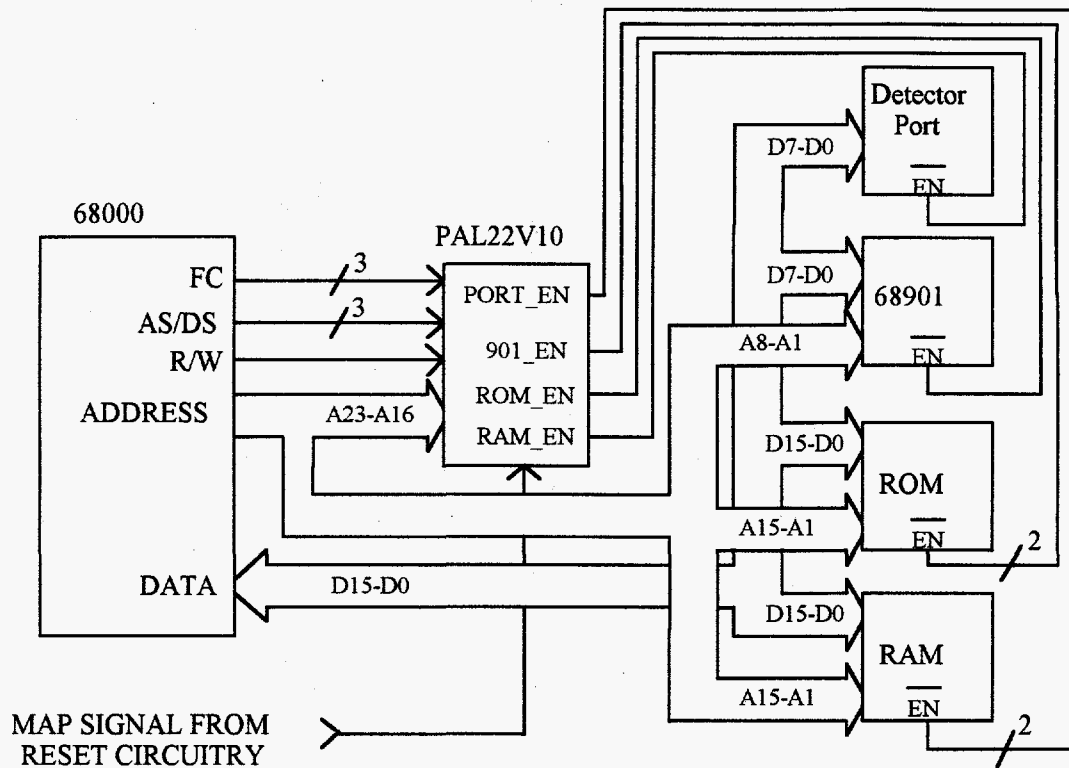 68000
FC
3
AS/DS
3
R/W
ADDRESS
A23-A16
DATA
D15-D0
PAL22V10
PORT_EN
901_EN
ROM_EN
RAM_EN
MAP SIGNAL FROM
RESET CIRCUITRY
Detector
Port
EN
D7-D0
68901
EN
D7-D0
A8-A1
ROM
EN
D15-D0
A15-A1
2
RAM
EN
D15-D0
A15-A1
2